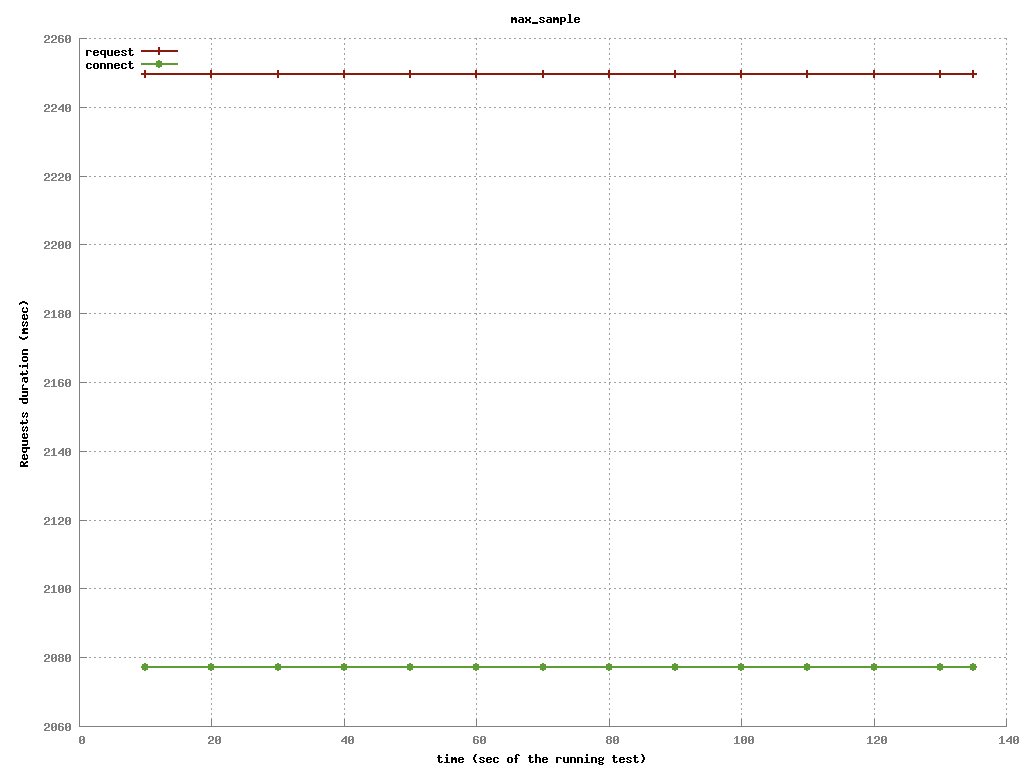 max_sample
request
connect
2260
2240
2220
2200
2180
2160
2140
2120
2100
2080
2060
0 20 40 60 80 100 120 140
Requests duration (msec)
time (sec of the running test)